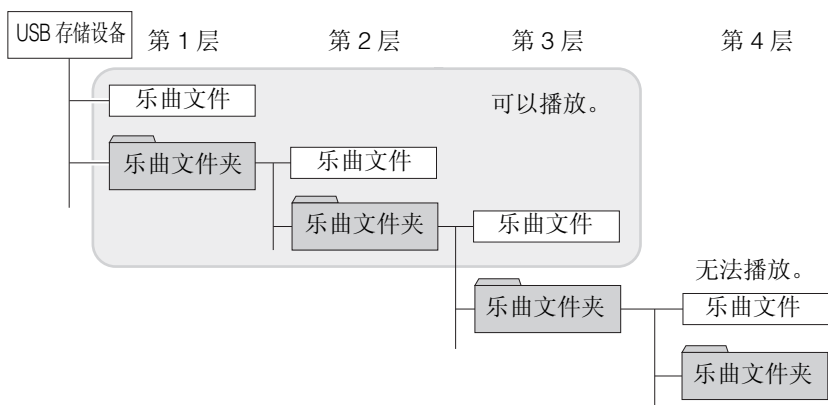 USB 存储设备
第 1 层 第 2 层 第 3 层 第 4 层
乐曲文件 可以播放。
乐曲文件夹 乐曲文件
乐曲文件夹 乐曲文件
无法播放。
乐曲文件夹 乐曲文件
乐曲文件夹